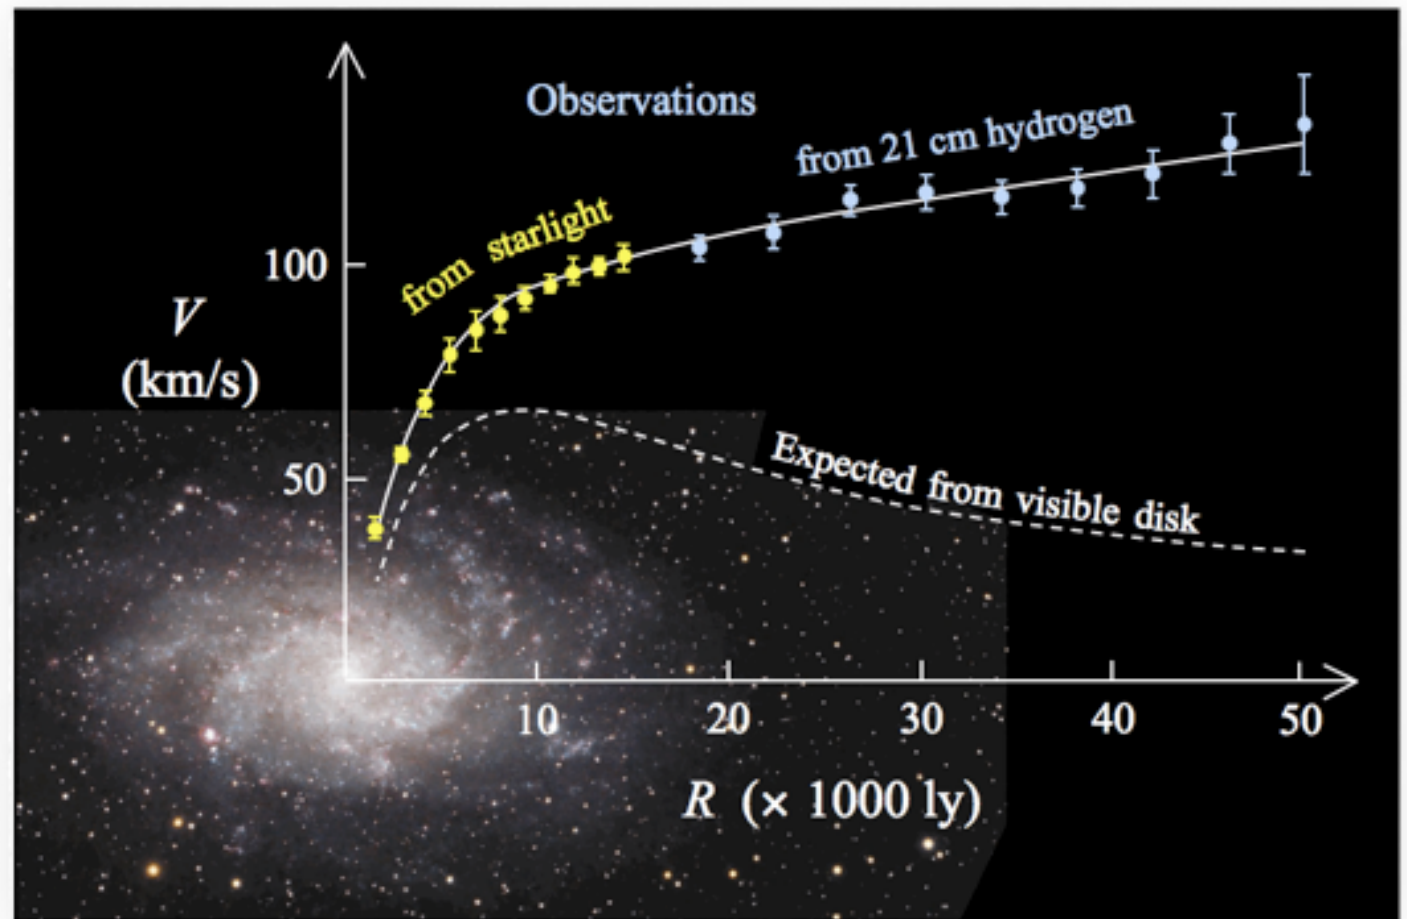 Observations
from 21 cm hydrogen
from starlight
100
V
(km/s)
50
Expected from visible disk
10 20 30 40 50
R (× 1000 ly)